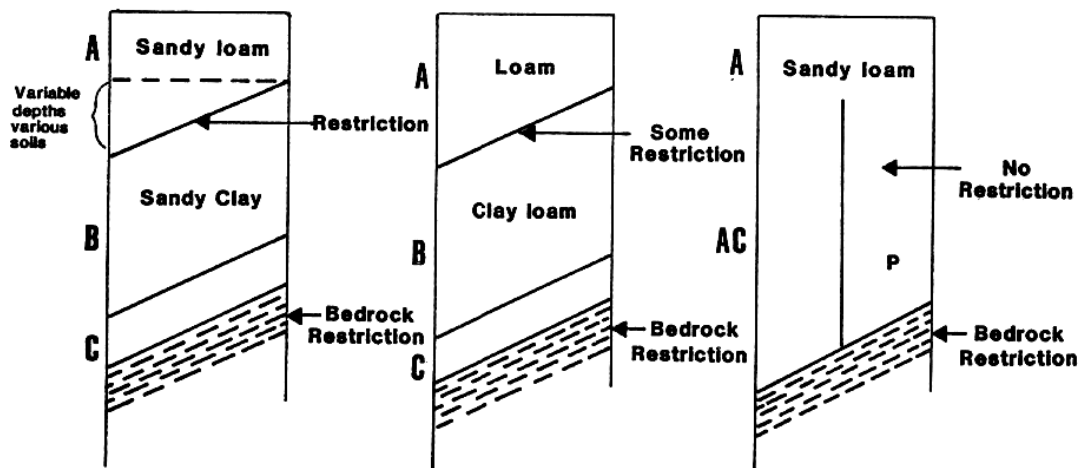 A
Sandy loam
Variable
depths
various
soils
Restriction
Sandy Clay
B
Bedrock
Restriction
C
A
Loam
Some
Restriction
Clay loam
B
Bedrock
Restriction
C
A
Sandy loam
No
Restriction
AC
P
Bedrock
Restriction